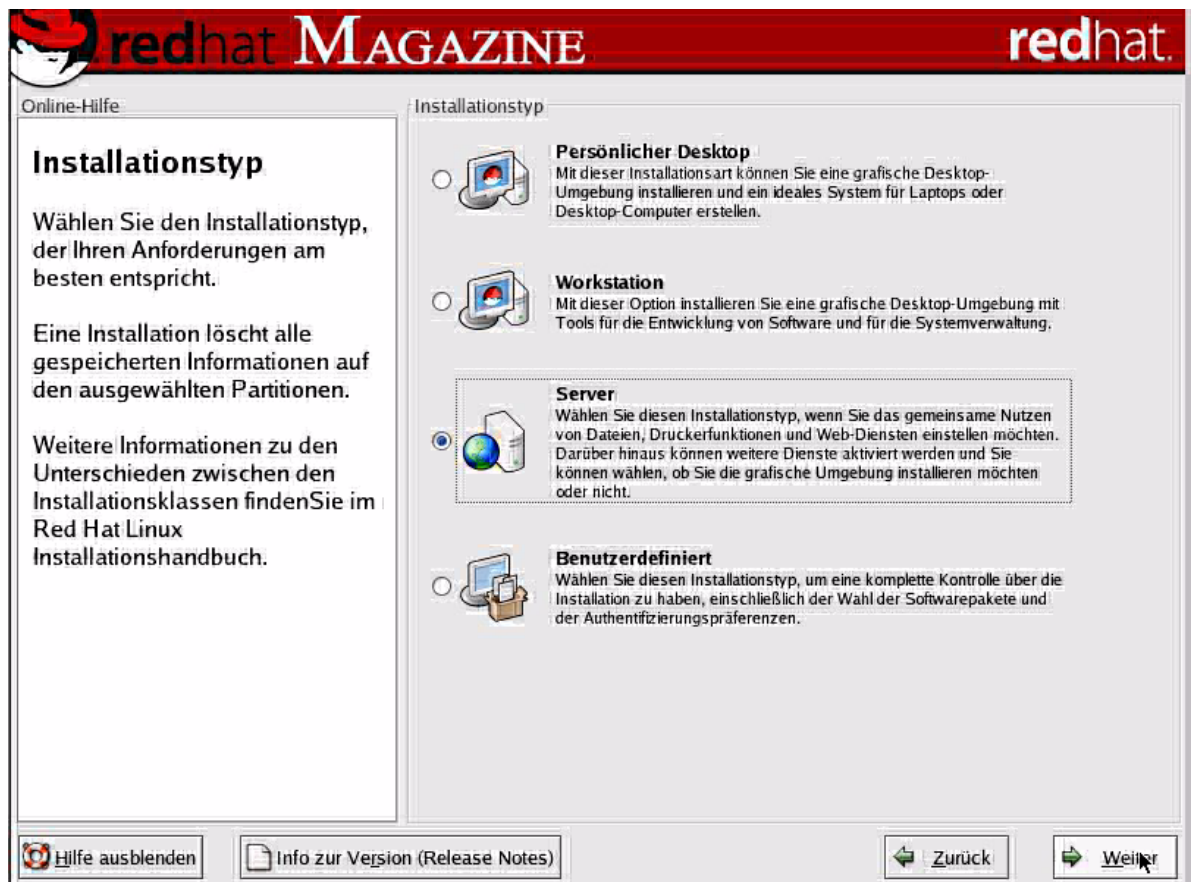 redhat MAGAZINE
redhat.
Online-Hilfe
Installationstyp
Wählen Sie den Installationstyp,
der Ihren Anforderungen am
besten entspricht.
Eine Installation löscht alle
gespeicherten Informationen auf
den ausgewählten Partitionen.
Weitere Informationen zu den
Unterschieden zwischen den
Installationsklassen findenSie im
Red Hat Linux
Installationshandbuch.
Installationstyp
Persönlicher Desktop
Mit dieser Installationsart können Sie eine grafische Desktop-
Umgebung installieren und ein ideales System für Laptops oder
Desktop-Computer erstellen.
Workstation
Mit dieser Option installieren Sie eine grafische Desktop-Umgebung mit
Tools für die Entwicklung von Software und für die Systemverwaltung.
Server
Wählen Sie diesen Installationstyp, wenn Sie das gemeinsame Nutzen
von Dateien, Druckerfunktionen und Web-Diensten einstellen möchten.
Darüber hinaus können weitere Dienste aktiviert werden und Sie
können wählen, ob Sie die grafische Umgebung installieren möchten
oder nicht.
Benutzerdefiniert
Wählen Sie diesen Installationstyp, um eine komplette Kontrolle über die
Installation zu haben, einschließlich der Wahl der Softwarepakete und
der Authentifizierungspräferenzen.
Hilfe ausblenden
Info zur Version (Release Notes)
Zurück
Weiter